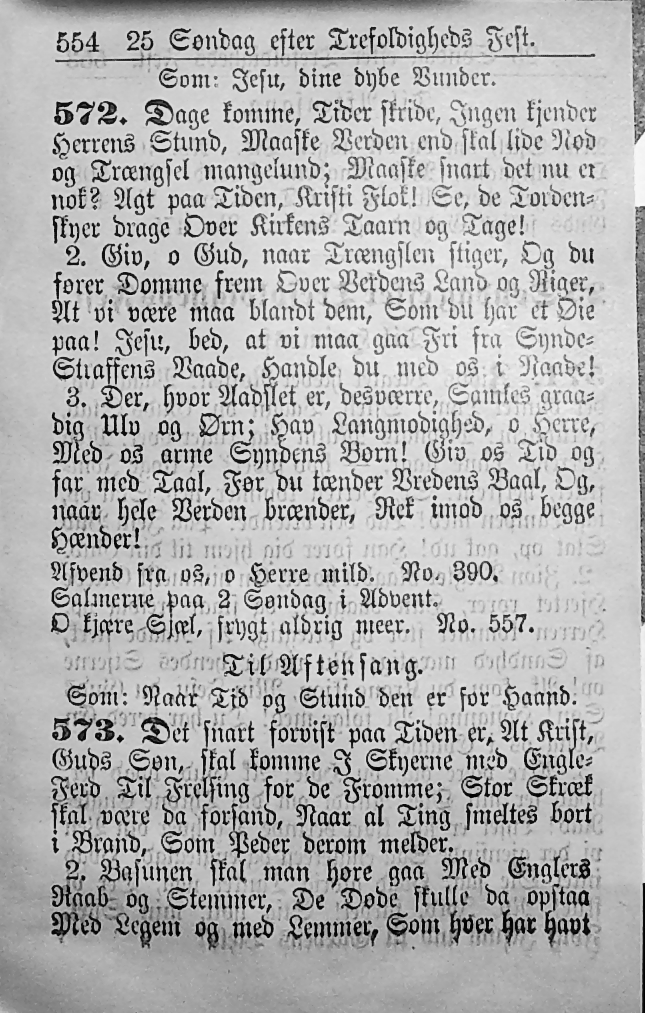 554 25 Søndag efter Trefoldigheds Fest.
Som: Jesu, dine dybe Vunder.
572. Dage komme, Tider skride, Ingen kjender
Herrens Stund, Maaske Verden end skal lide Nød
og Trængsel mangelund; Maaske snart det nu er
nok? Agt paa Tiden, Kristi Flok! Se, de Torden-
skyer drage Over Kirkens Taarn og Tage!
2. Giv, o Gud, naar Trængslen stiger, Og du
fører Domme frem Over Verdens Land og Riger,
At vi være maa blandt dem, Som du har et Øie
paa! Jesu, bed, at vi maa gaa Fri fra Synde-
Straffens Vaade, Handle du med os i Naade!
3. Der, hvor Aadslet er, desværre, Samles graa-
dig Ulv og Ørn; Hav Langmodighed, o Herre,
Med os arme Syndens Børn! Giv os Tid og
far med Taal, Før du tænder Vredens Baal, Og,
naar hele Verden brænder, Ræk imod os begge
Hænder!
Afvend fra os, o Herre mild. No. 390.
Salmerne paa 2 Søndag i Advent.
O kjære Sjæl, frygt aldrig meer. No. 557.
Til Aftensang.
Som: Naar Tid og Stund den er for Haand.
573. Det snart forvist paa Tiden er, At Krist,
Guds Søn, skal komme I Skyerne med Engle-
Færd Til Frelsing for de Fromme; Stor Skræk
skal være da forsand, Naar al Ting smeltes bort
i Brand, Som Peder derom melder.
2. Basunen skal man høre gaa Med Englers
Raab og Stemmer, De Døde skulle da opstaa
Med Legem og med Lemmer, Som hver har havt